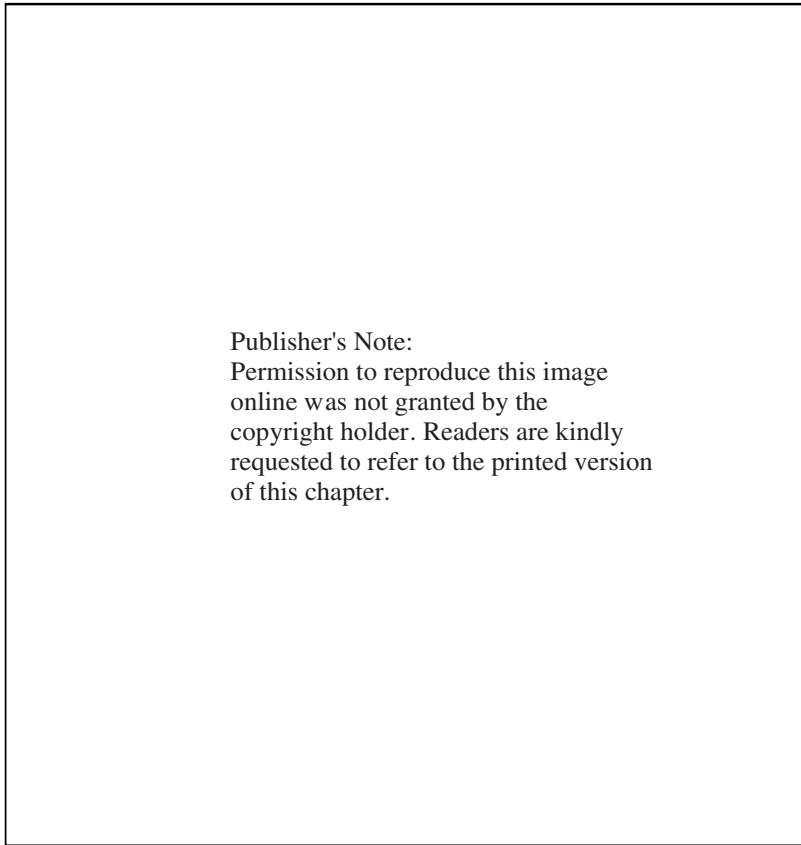 Publisher's Note:
Permission to reproduce this image
online was not granted by the
copyright holder. Readers are kindly
requested to refer to the printed version
of this chapter.